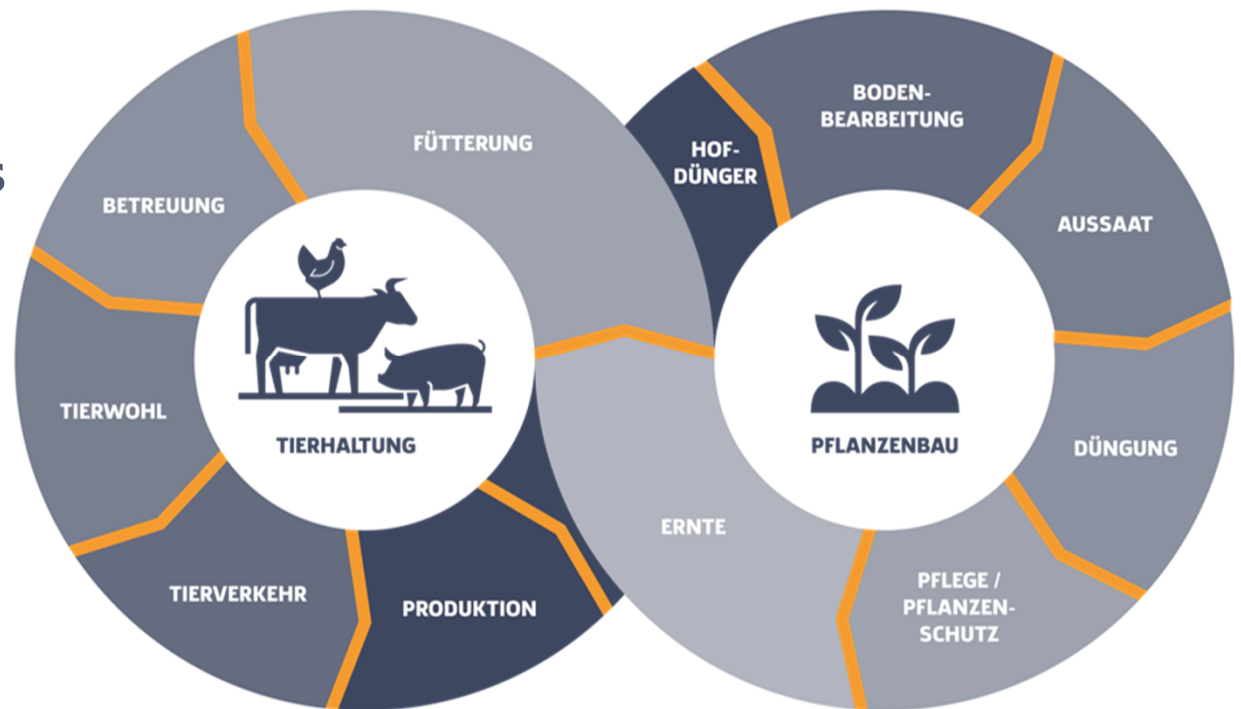 FÜTTERUNG
BETREUUNG
TIERWOHL
TIERVERKEHR
PRODUKTION
TIERHALTUNG
HOF-
DÜNGER
BODEN-
BEARBEITUNG
AUSSAAT
DÜNGUNG
PFLEGE /
PFLANZEN-
SCHUTZ
ERNTE
PFLANZENBAU
s